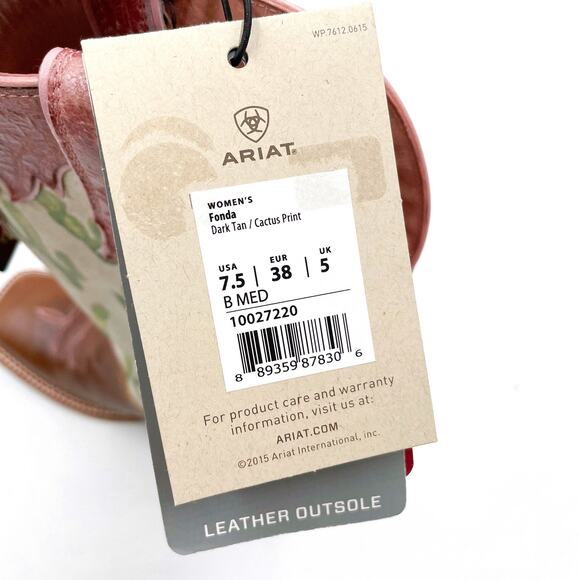 WP.7612.0615
ARIAT®
WOMEN'S
Fonda
Dark Tan / Cactus Print
USA EUR UK
7.5 | 38 | 5
B MED
10027220
8 89359 87830 6
For product care and warranty
information, visit us at:
ARIAT.COM
©2015 Ariat International, inc.
LEATHER OUTSOLE